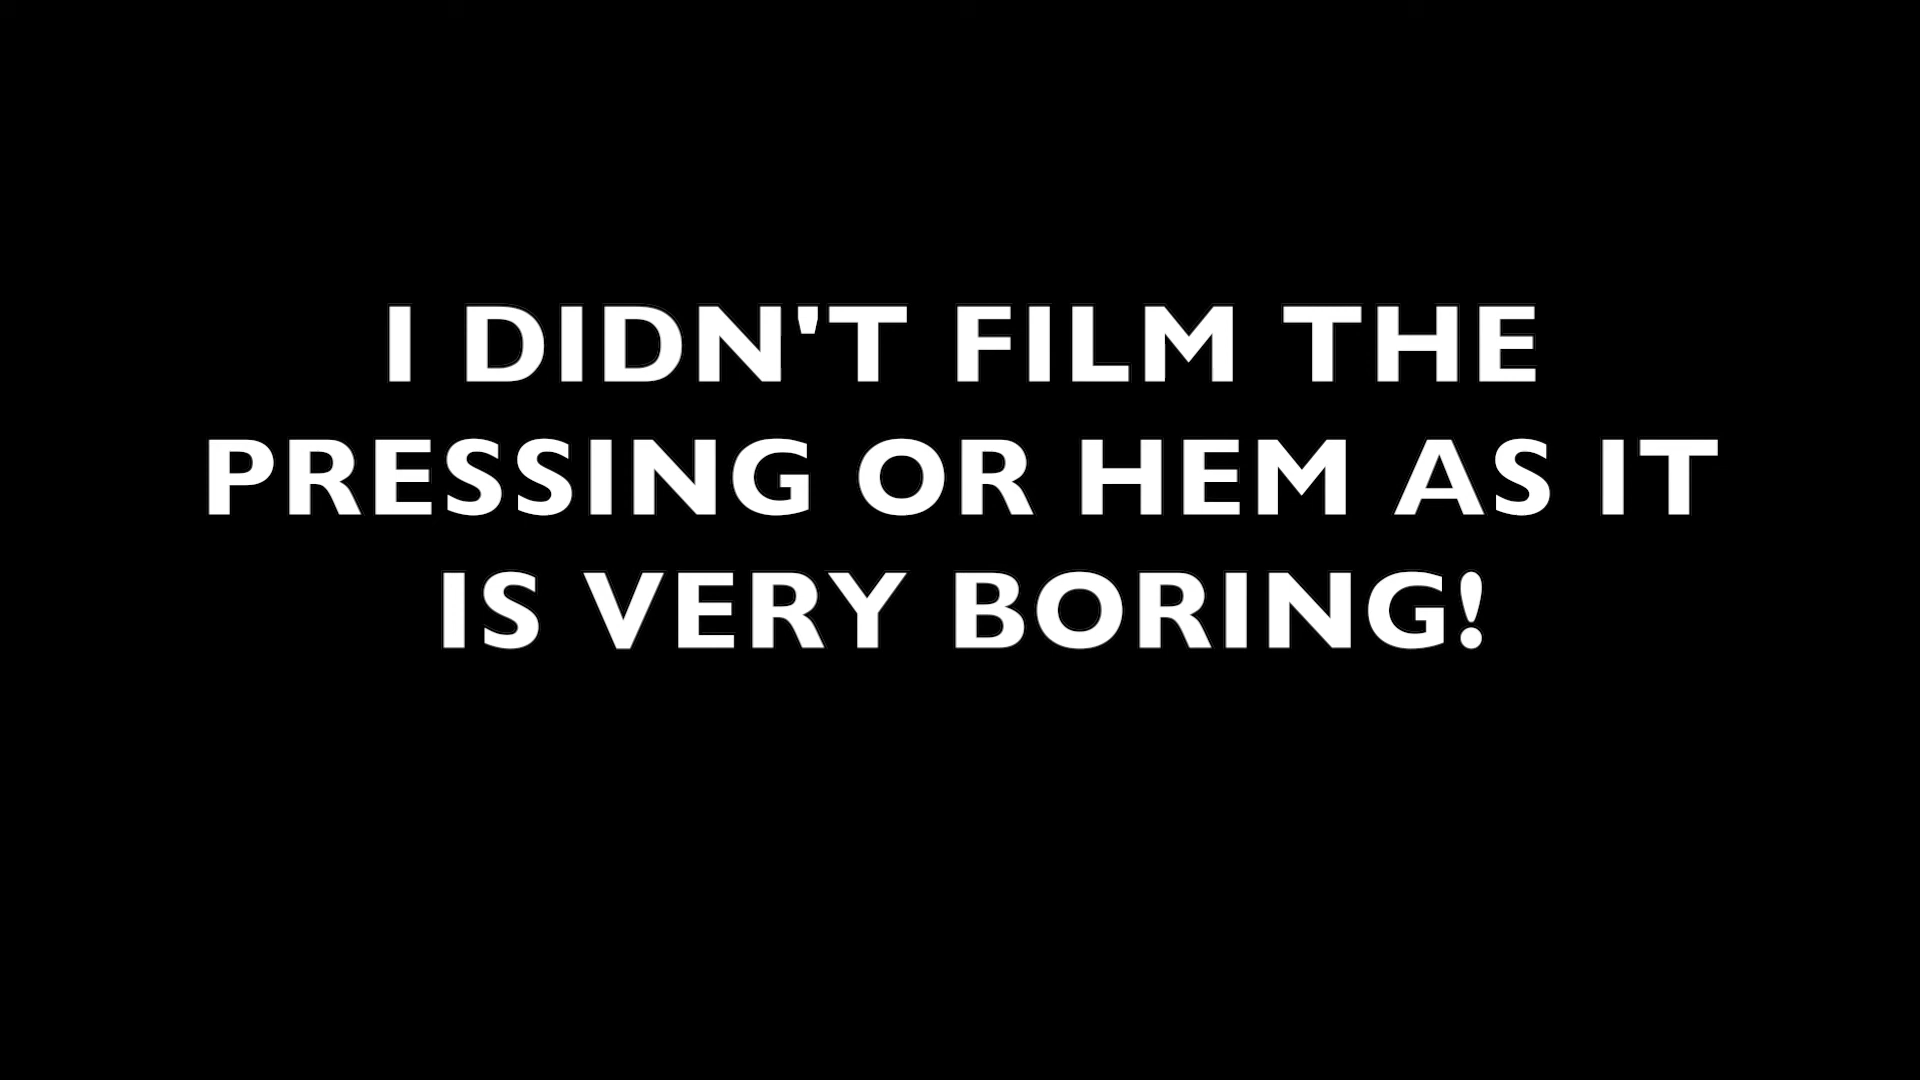 I DIDN'T FILM THE
PRESSING OR HEM AS IT
IS VERY BORING!